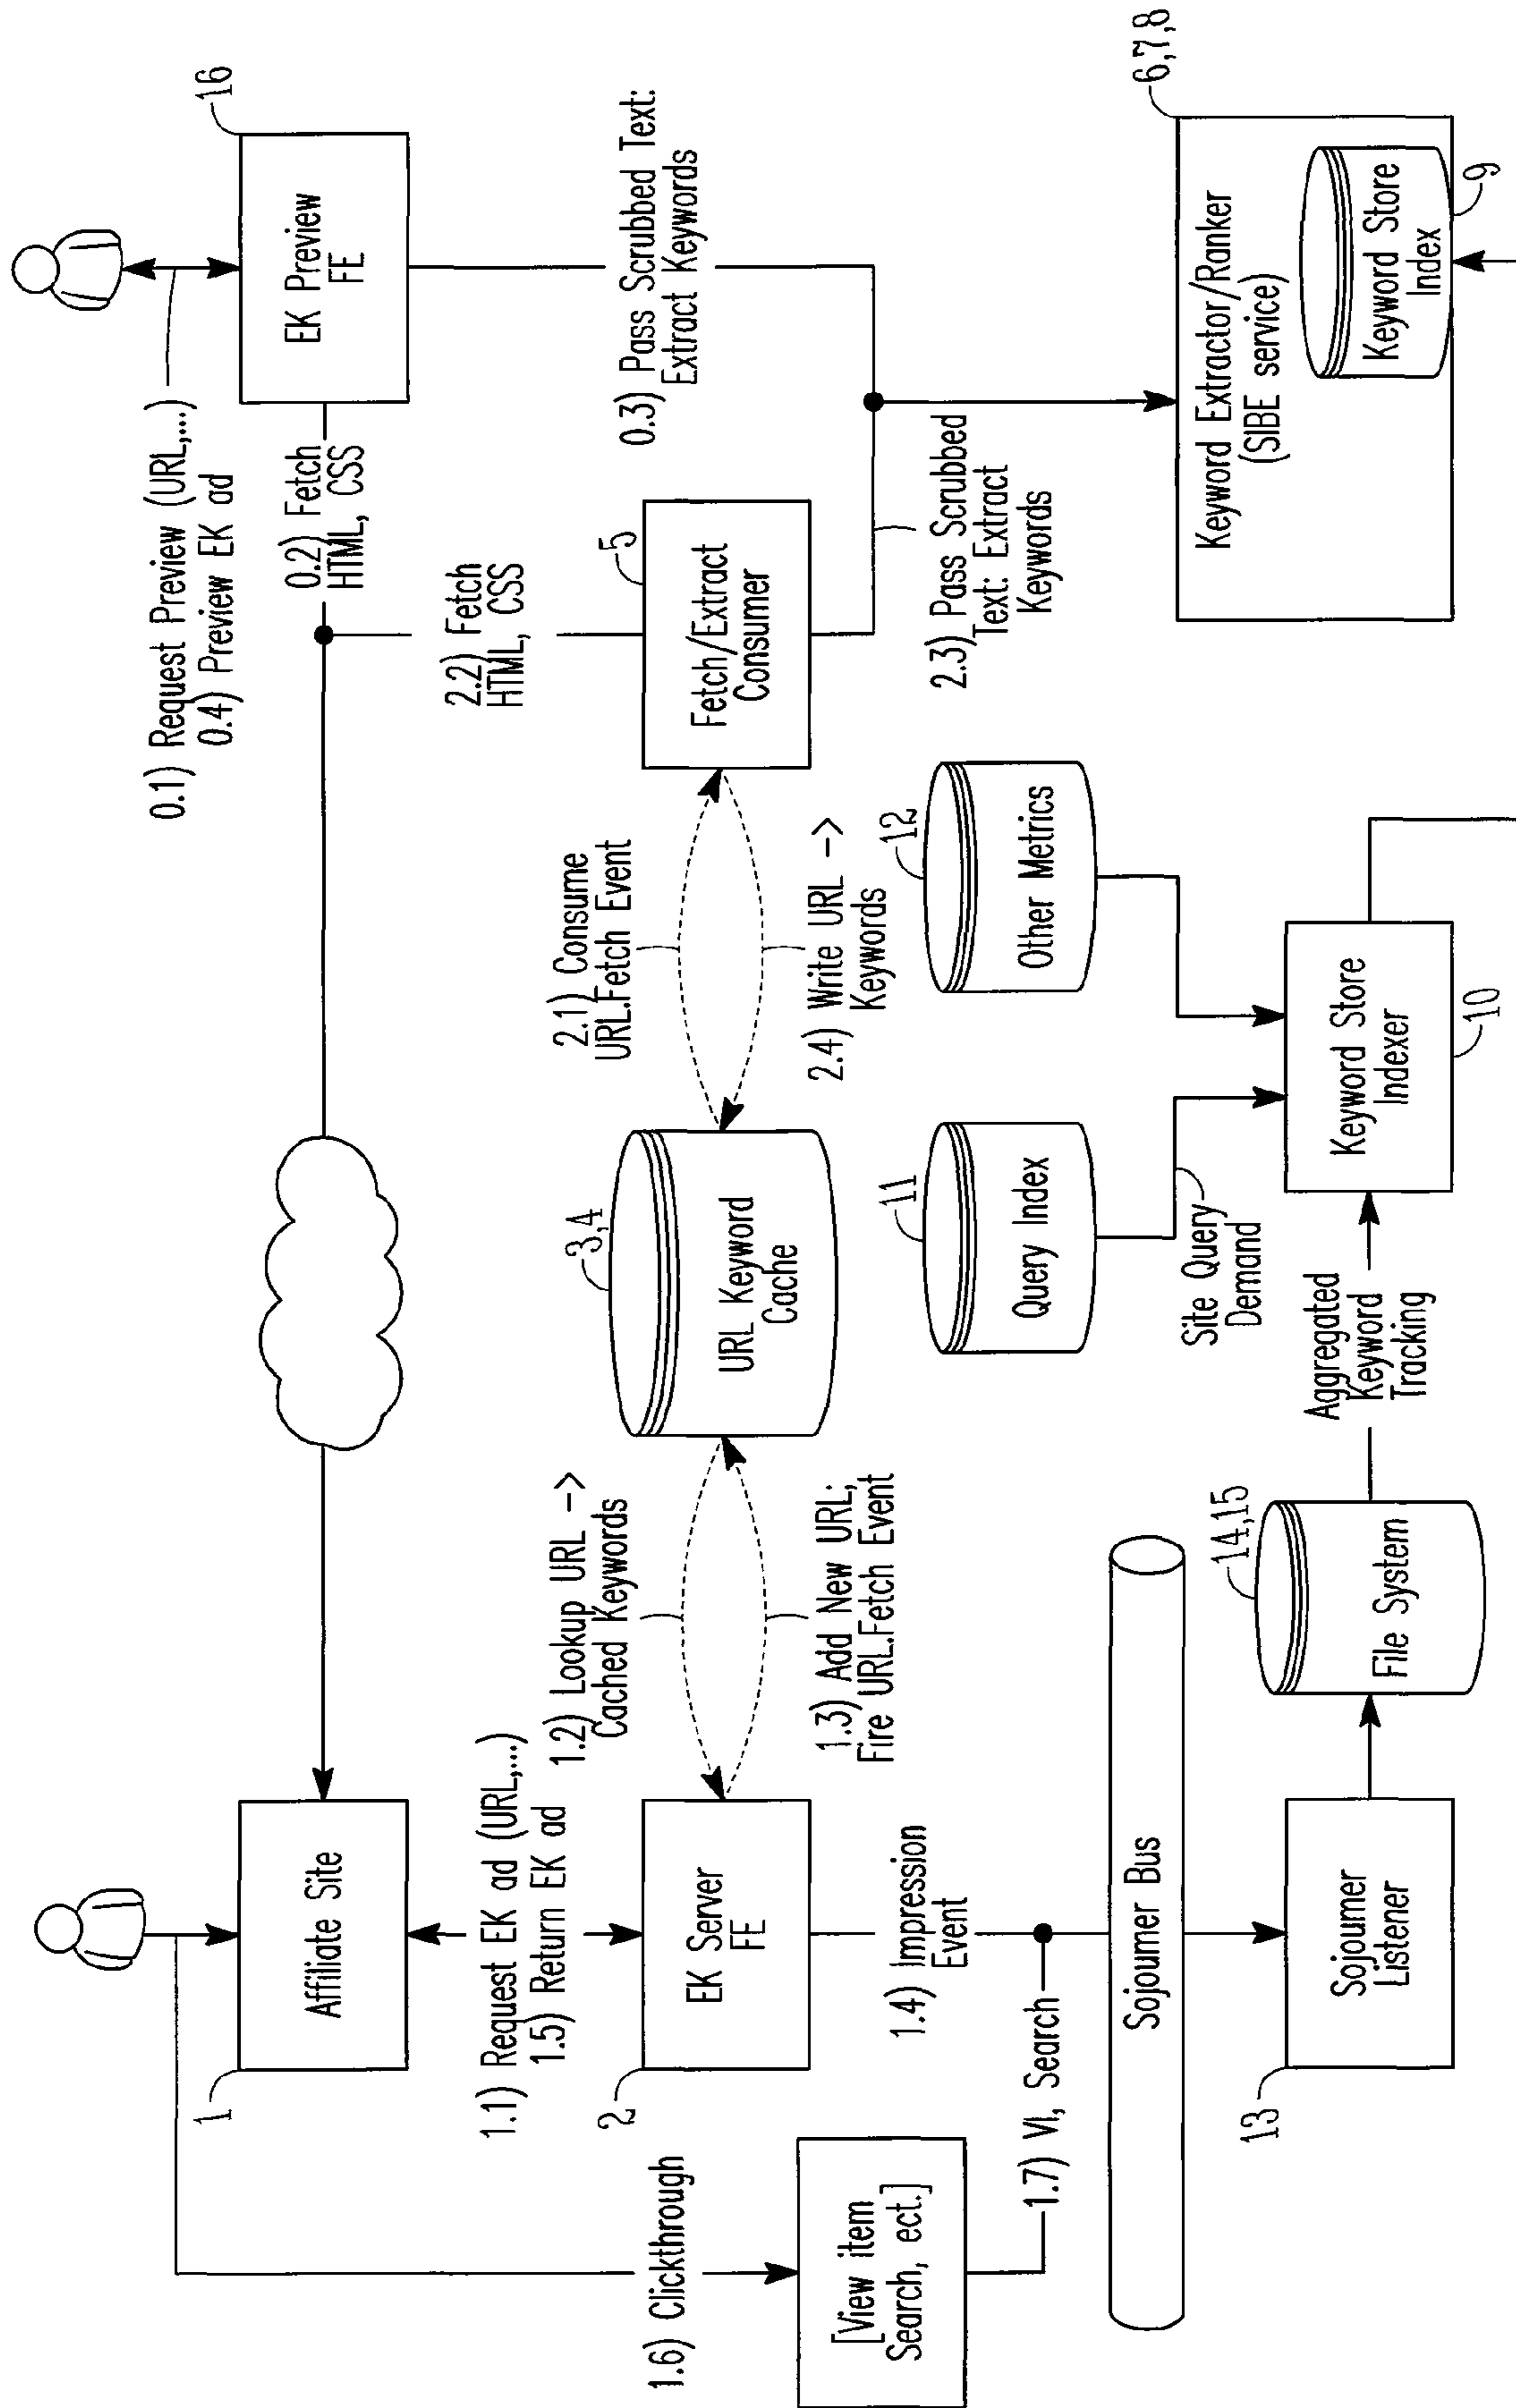 0.1) Request Preview (URL,...)
0.4) Preview EK ad
16
EK Preview
FE
0.2) Fetch
HTML, CSS
0.3) Pass Scrubbed Text:
Extract Keywords
1
Affiliate Site
1.1) Request EK ad (URL,...)
1.5) Return EK ad
1.6) Clickthrough
2
EK Server
FE
1.2) Lookup URL ->
Cached Keywords
1.3) Add New URL;
Fire URL.Fetch Event
3,4
URL Keyword
Cache
2.1) Consume
URL.Fetch Event
2.4) Write URL ->
Keywords
2.2) Fetch
HTML, CSS
5
Fetch/Extract
Consumer
2.3) Pass Scrubbed
Text: Extract
Keywords
[View item
Search, ect.]
1.4) Impression
Event
1.7) VI, Search
Sojourner Bus
11
Query Index
Site Query
Demand
12
Other Metrics
6,7,8
Keyword Extractor/Ranker
(SIBE service)
Keyword Store
Index
9
13
Sojourner
Listener
14,15
File System
Aggregated
Keyword
Tracking
Keyword Store
Indexer
10